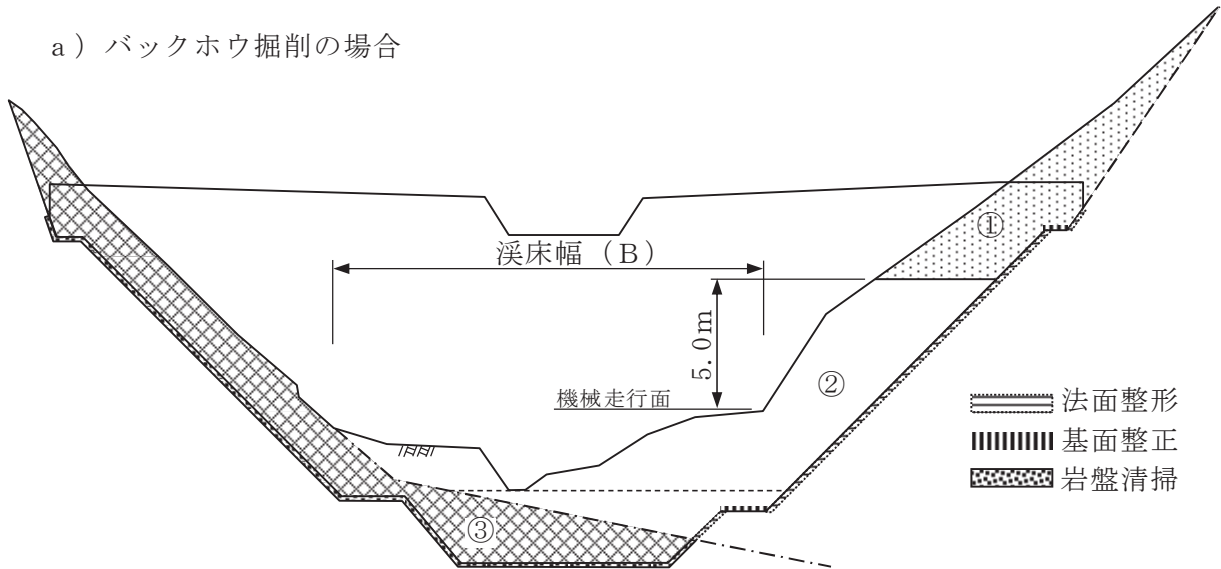 a）バックホウ掘削の場合
①
渓床幅（B）
5.0m
②
機械走行面
法面整形
基面整正
岩盤清掃
③